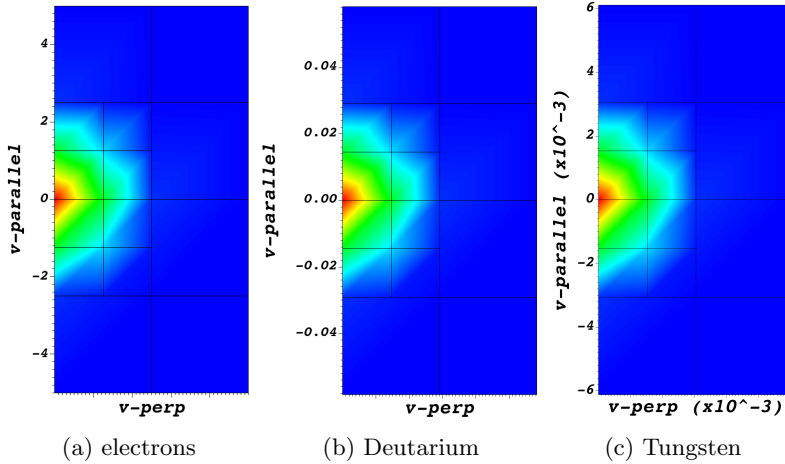 4
2
0
−2
−4
v−parallel
v−perp
(a) electrons
0.04
0.02
0.00
−0.02
−0.04
v−parallel
v−perp
(b) Deutarium
6
4
2
0
−2
−4
−6
v−parallel (x10^−3)
v−perp (x10^−3)
(c) Tungsten